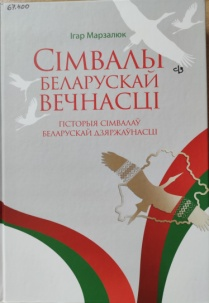 Ігар Марзалюк
СІМВАЛЫ
БЕЛАРУСКАЙ
ВЕЧНАСЦІ
ГІСТОРЫЯ СІМВАЛАЎ
БЕЛАРУСКАЙ ДЗЯРЖАЎНАСЦІ